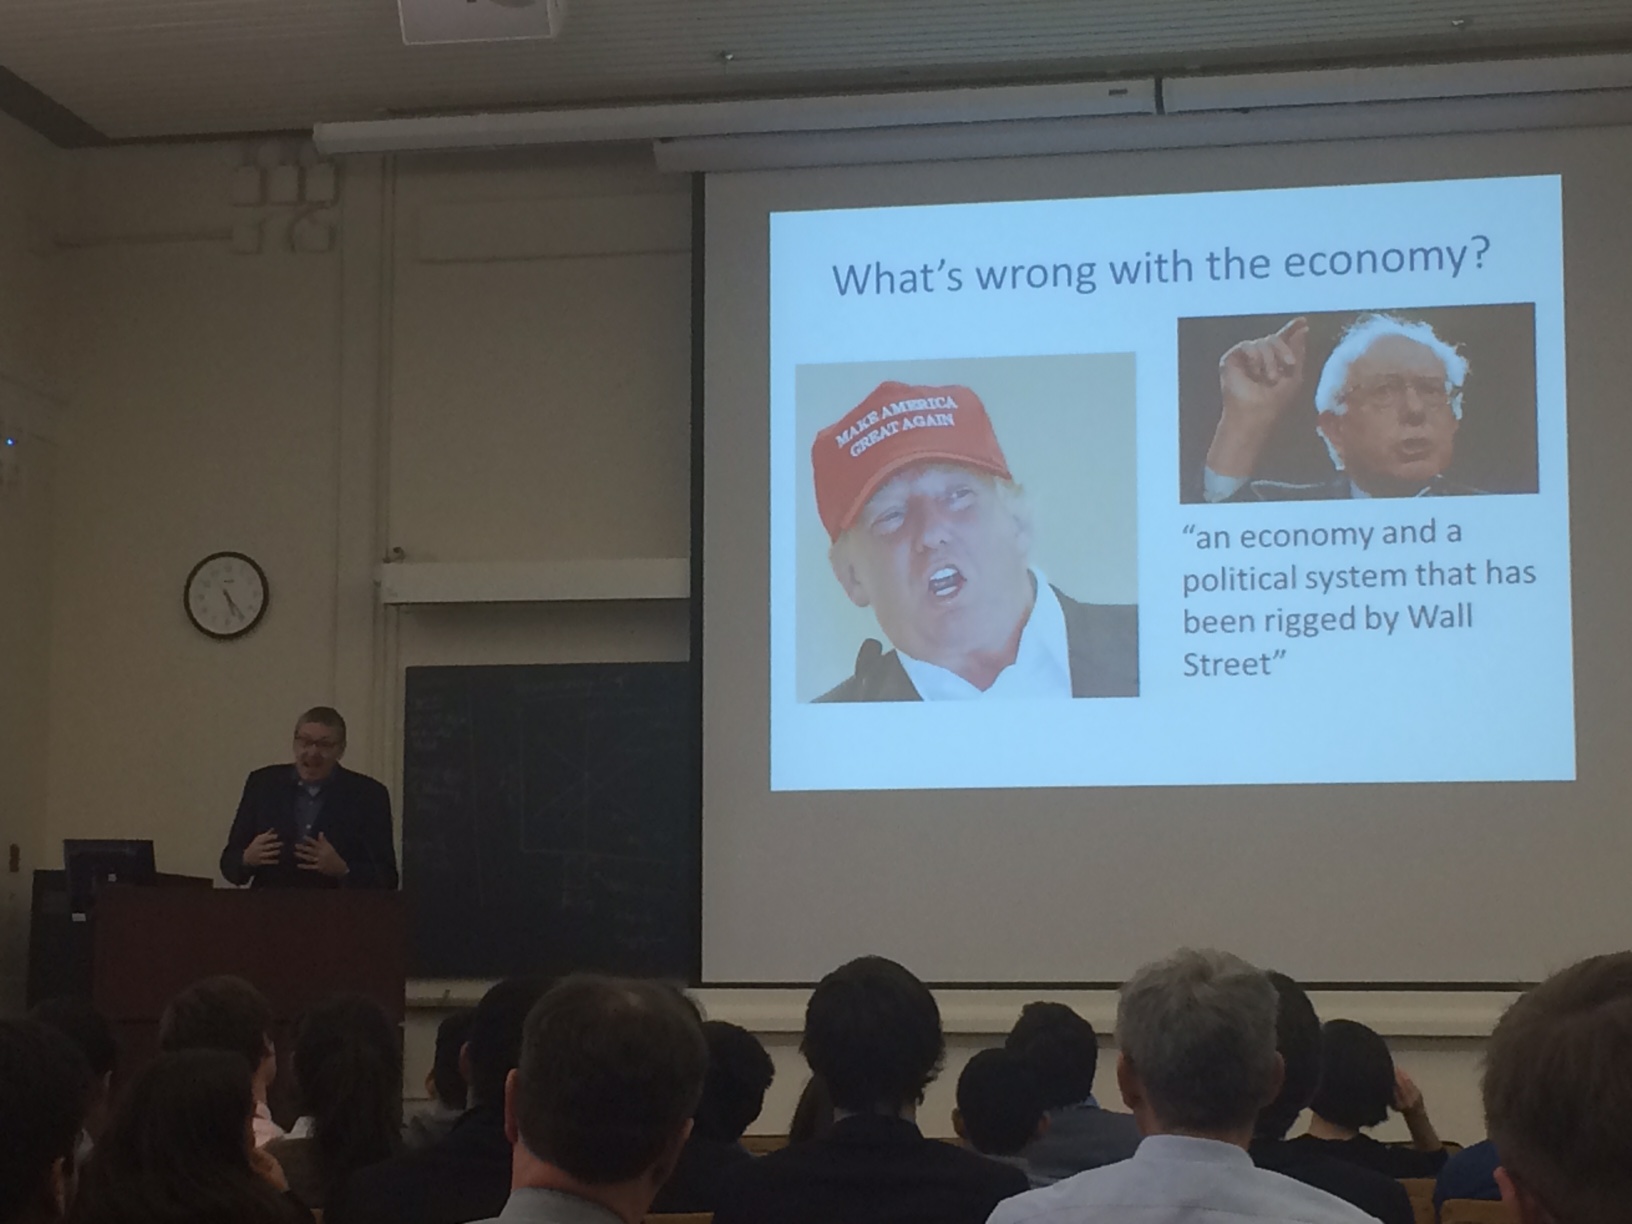 What's wrong with the economy?
MAKE AMERICA
GREAT AGAIN
“an economy and a
political system that has
been rigged by Wall
Street”